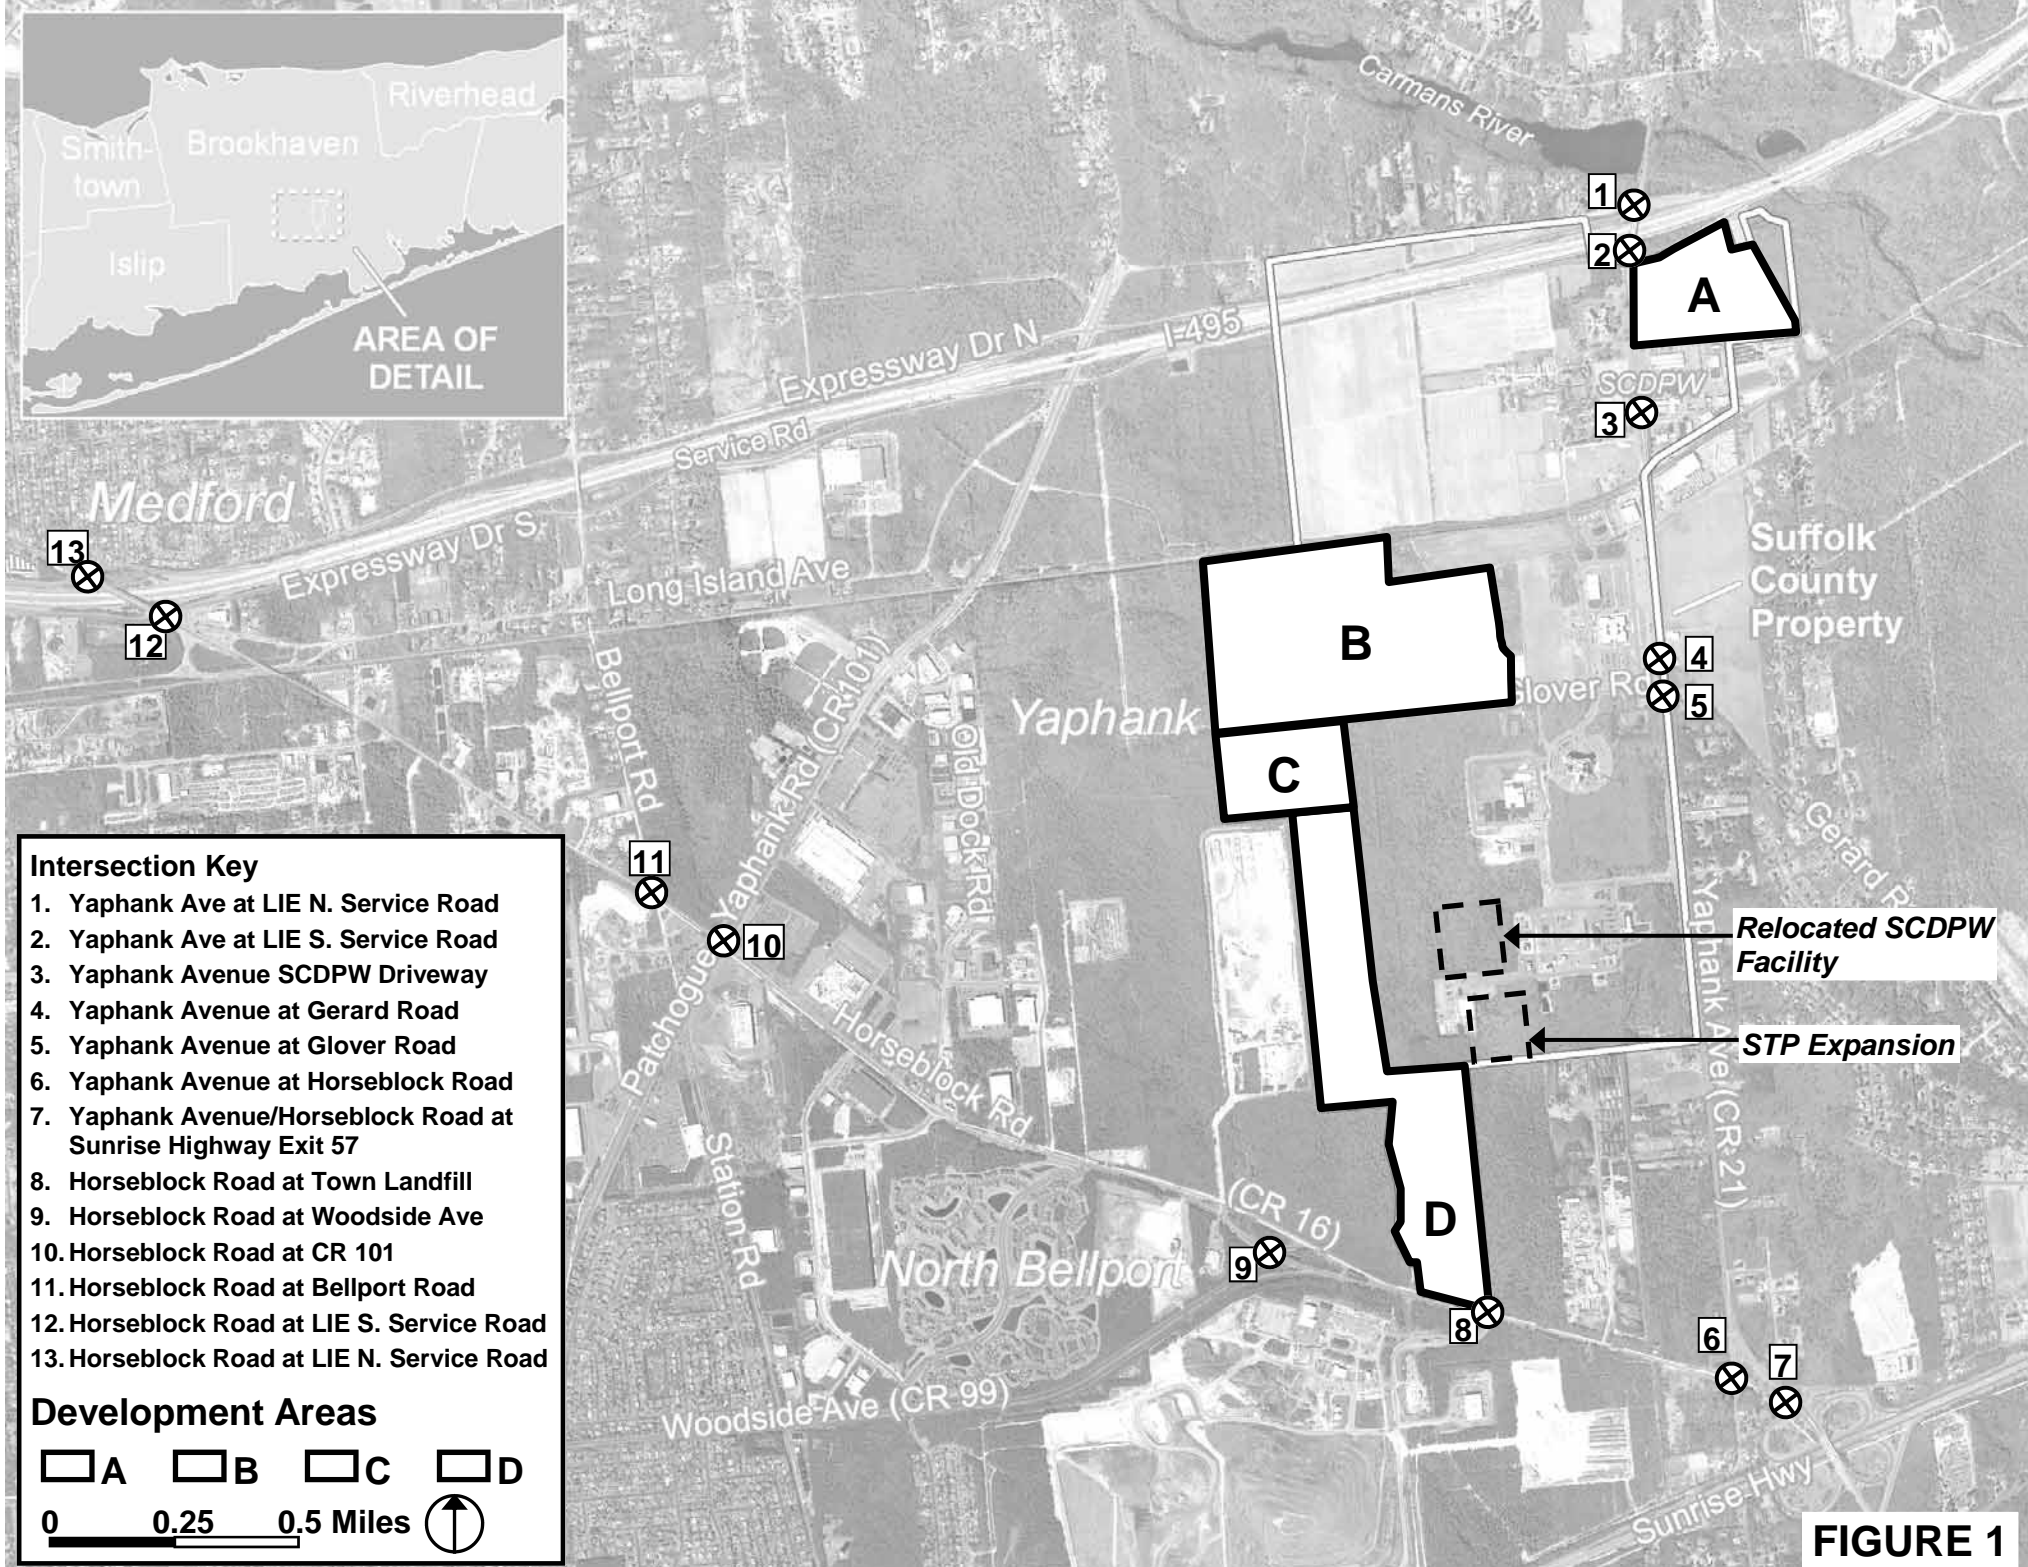 Smith-
town
Brookhaven
Riverhead
Islip
AREA OF
DETAIL
Carmans River
1
2
A
Expressway Dr N
I-495
SCDPW
3
Service Rd
Medford
13
Expressway Dr S
Long Island Ave
12
Suffolk
County
Property
B
4
Glover Rd
5
Bellport Rd
Yaphank
C
Patchogue Yaphank Rd (CR 101)
Old Dock Rd
Gerard R
11
10
Yaphank Ave (CR 21)
Relocated SCDPW
Facility
STP Expansion
Horseblock Rd
(CR 16)
Station Rd
D
North Bellport
9
8
6
7
Woodside Ave (CR 99)
Sunrise Hwy
Intersection Key
1. Yaphank Ave at LIE N. Service Road
2. Yaphank Ave at LIE S. Service Road
3. Yaphank Avenue SCDPW Driveway
4. Yaphank Avenue at Gerard Road
5. Yaphank Avenue at Glover Road
6. Yaphank Avenue at Horseblock Road
7. Yaphank Avenue/Horseblock Road at
Sunrise Highway Exit 57
8. Horseblock Road at Town Landfill
9. Horseblock Road at Woodside Ave
10. Horseblock Road at CR 101
11. Horseblock Road at Bellport Road
12. Horseblock Road at LIE S. Service Road
13. Horseblock Road at LIE N. Service Road
Development Areas
A B C D
0 0.25 0.5 Miles
FIGURE 1